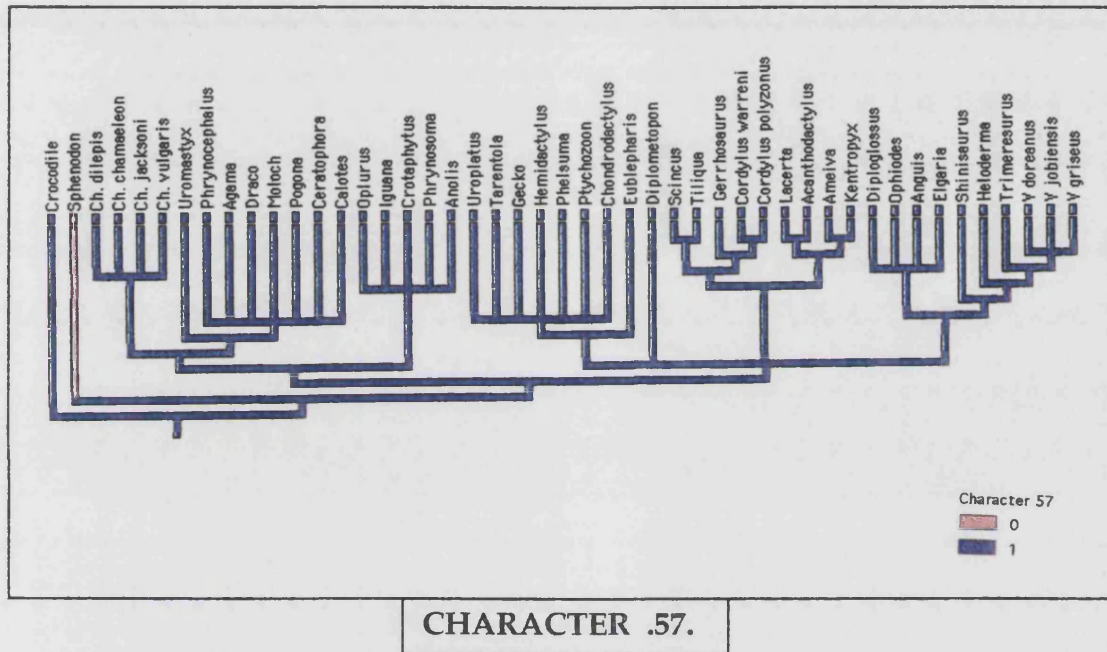 Crocodile
Sphenodon
Ch. dilepis
Ch. chamaeleon
Ch. jacksoni
Ch. vulgaris
Uromastyx
Phrynocephalus
Agama
Draco
Moloch
Pogona
Ceratophora
Calotes
Oplurus
Iguana
Crotaphytus
Phrynosoma
Anolis
Uroplatus
Tarentola
Gecko
Hemidactylus
Phelsuma
Ptychozoon
Chondrodactylus
Eublepharis
Diplometopon
Scincus
Tiliqua
Gerrhosaurus
Cordylus warreni
Cordylus polyzonus
Lacerta
Acanthodactylus
Ameiva
Kentropyx
Diploglossus
Ophiodes
Anguis
Elgaria
Shinisaurus
Heloderma
Trimeresurus
V doreanus
V jobiensis
V griseus
Character 57
0
1
CHARACTER .57.